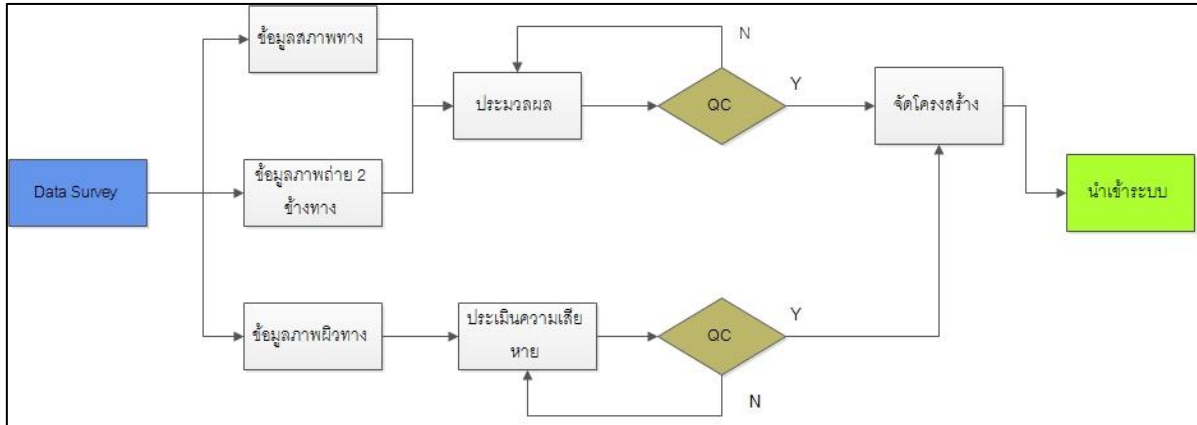 ข้อมูลสภาพทาง
N
ประมวลผล
QC
Y
จัดโครงสร้าง
Data Survey
ข้อมูลภาพถ่าย 2
ข้างทาง
นำเข้าระบบ
ข้อมูลภาพผิวทาง
ประเมินความเสีย
หาย
QC
Y
N